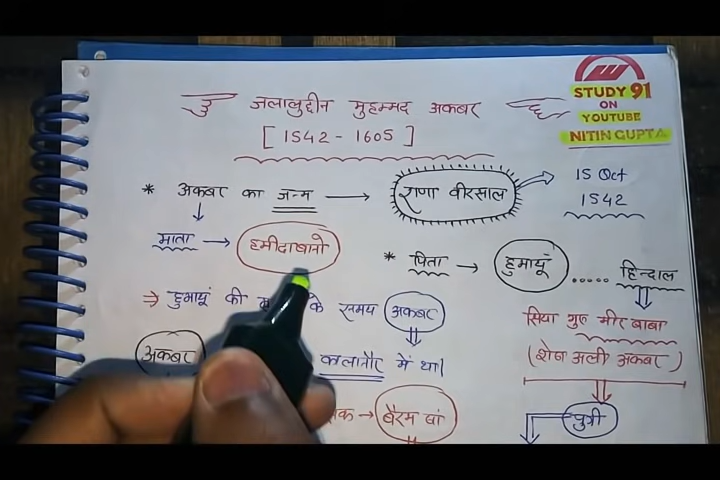 जलालुद्दीन मुहम्मद अकबर
[1542 - 1605]
STUDY 91
ON
YOUTUBE
NITIN GUPTA
* अकबर का जन्म → राणा वीरसाल
15 Oct
1542
माता → हमीदाबानो
* पिता → हुमायूं ..... हिन्दाल
⇒ हुमायूं की के समय अकबर
सिया गुरु मीर बाबा
(शेख अली अकबर)
अकबर कलानौर में था।
→ बैरम खां
पुत्री